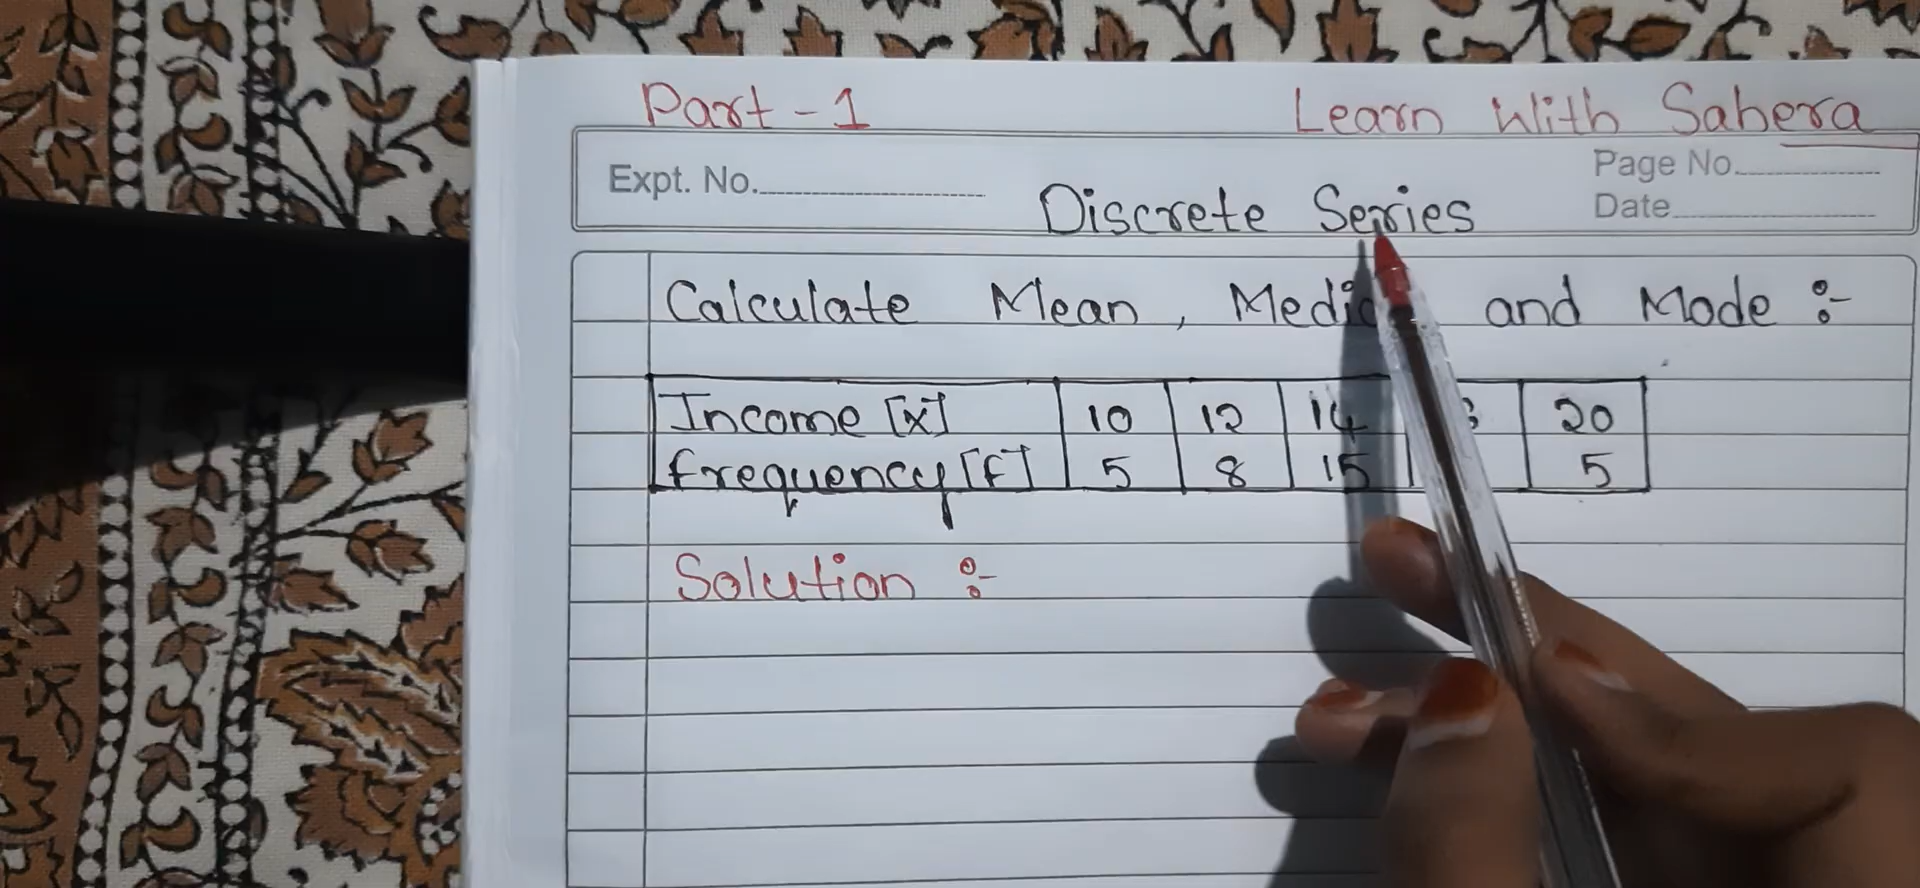 Part - 1 Learn With Sahera
Expt. No. Page No.
Discrete Series Date
Calculate Mean, and Mode :-
Income [x] 10 12 14 20
frequency [f] 5 8 15 5
Solution :-